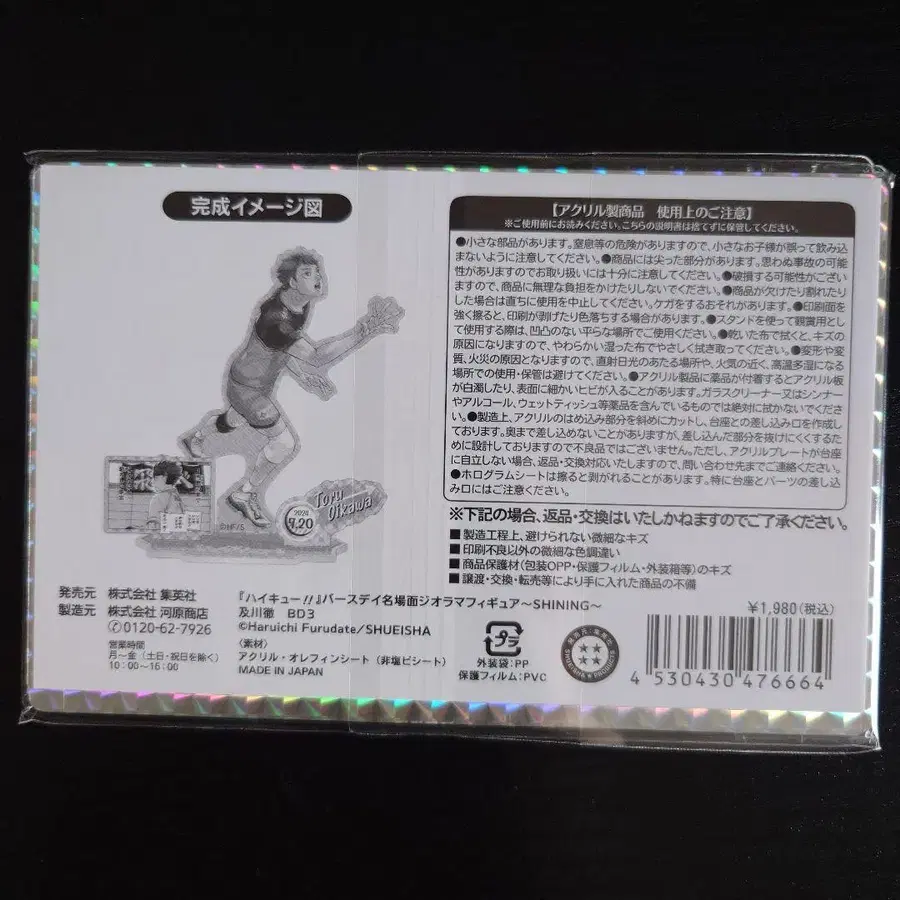 完成イメージ図
©HF/S
2024
7.20
Toru
Oikawa
【アクリル製商品 使用上のご注意】
※ご使用前にお読みください。こちらの説明書は捨てずに保管してください。
●小さな部品があります。窒息等の危険がありますので、小さなお子様が誤って飲み込
まないように注意してください。●商品には尖った部分があります。思わぬ事故の可能
性がありますのでお取り扱いには十分に注意してください。●破損する可能性がござい
ますので、商品に無理な負担をかけたりしないでください。●商品が欠けたり割れたり
した場合は直ちに使用を中止してください。ケガをするおそれがあります。●印刷面を
強く擦ると、印刷が剥げたり色落ちする場合があります。●スタンドを使って観賞用とし
て使用する際は、凹凸のない平らな場所でご使用ください。●乾いた布で拭くと、キズの
原因になりますので、やわらかい湿った布でやさしく拭き取ってください。●変形や変
質、火災の原因となりますので、直射日光のあたる場所や、火気の近く、高温多湿になる
場所での使用・保管は避けてください。●アクリル製品に薬品が付着するとアクリル板
が白濁したり、表面に細かいヒビが入ることがあります。ガラスクリーナー又はシンナー
やアルコール、ウェットティッシュ等薬品を含んでいるものでは絶対に拭かないでくださ
い。●製造上、アクリルのはめ込み部分を斜めにカットし、台座との差し込み口を作成し
ております。奥まで差し込めないことがありますが、差し込んだ部分を抜けにくくするた
めに設計しておりますので不良品ではございません。ただし、アクリルプレートが台座
に自立しない場合、返品・交換対応いたしますので、問い合わせ先までご連絡ください。
●ホログラムシートは擦ると剥がれることがあります。特に台座とパーツの差し込
み口にはご注意ください。
※下記の場合、返品・交換はいたしかねますのでご了承ください。
■製造工程上、避けられない微細なキズ
■印刷不良以外の微細な色調違い
■商品保護材(包装OPP・保護フィルム・外装箱等)のキズ
■譲渡・交換・転売等により手に入れた商品の不備
発売元 株式会社 集英社
製造元 株式会社 河原商店
0120-62-7926
営業時間
月〜金（土日・祝日を除く）
10:00〜16:00
『ハイキュー!!』バースデイ名場面ジオラマフィギュア〜SHINING〜
及川徹 BD3
©Haruichi Furudate/SHUEISHA
〈素材〉
アクリル・オレフィンシート（非塩ビシート）
MADE IN JAPAN
プラ
外装袋:PP
保護フィルム:PVC
¥1,980(税込)
4 530430 476664